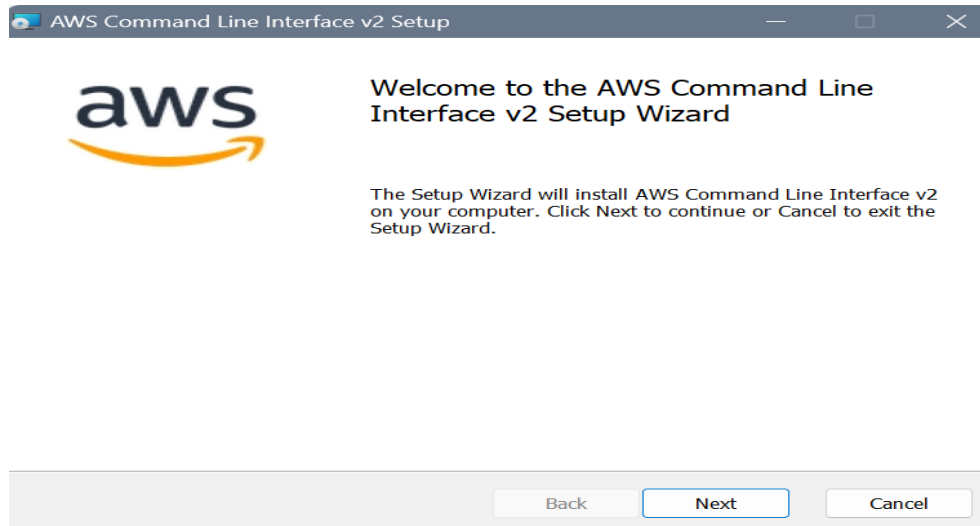 AWS Command Line Interface v2 Setup
aws
Welcome to the AWS Command Line
Interface v2 Setup Wizard
The Setup Wizard will install AWS Command Line Interface v2
on your computer. Click Next to continue or Cancel to exit the
Setup Wizard.
Back Next Cancel